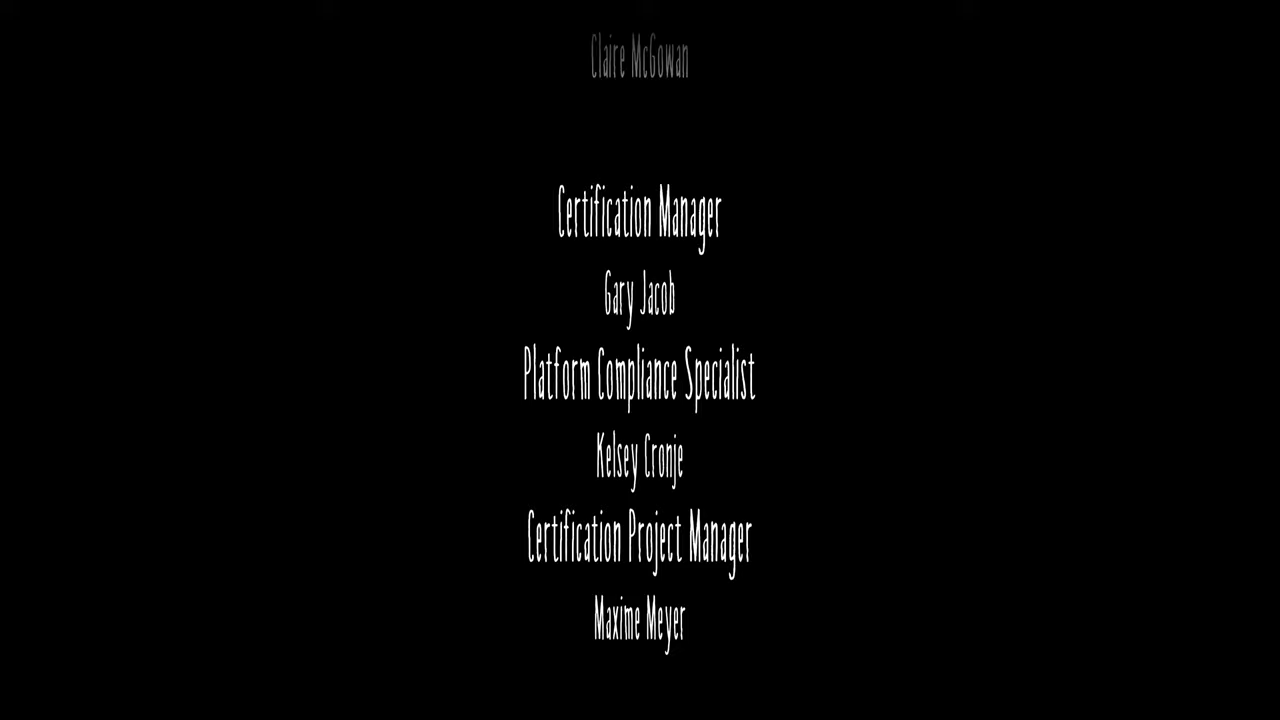 Claire McGowan
Certification Manager
Gary Jacob
Platform Compliance Specialist
Kelsey Cronje
Certification Project Manager
Maxime Meyer